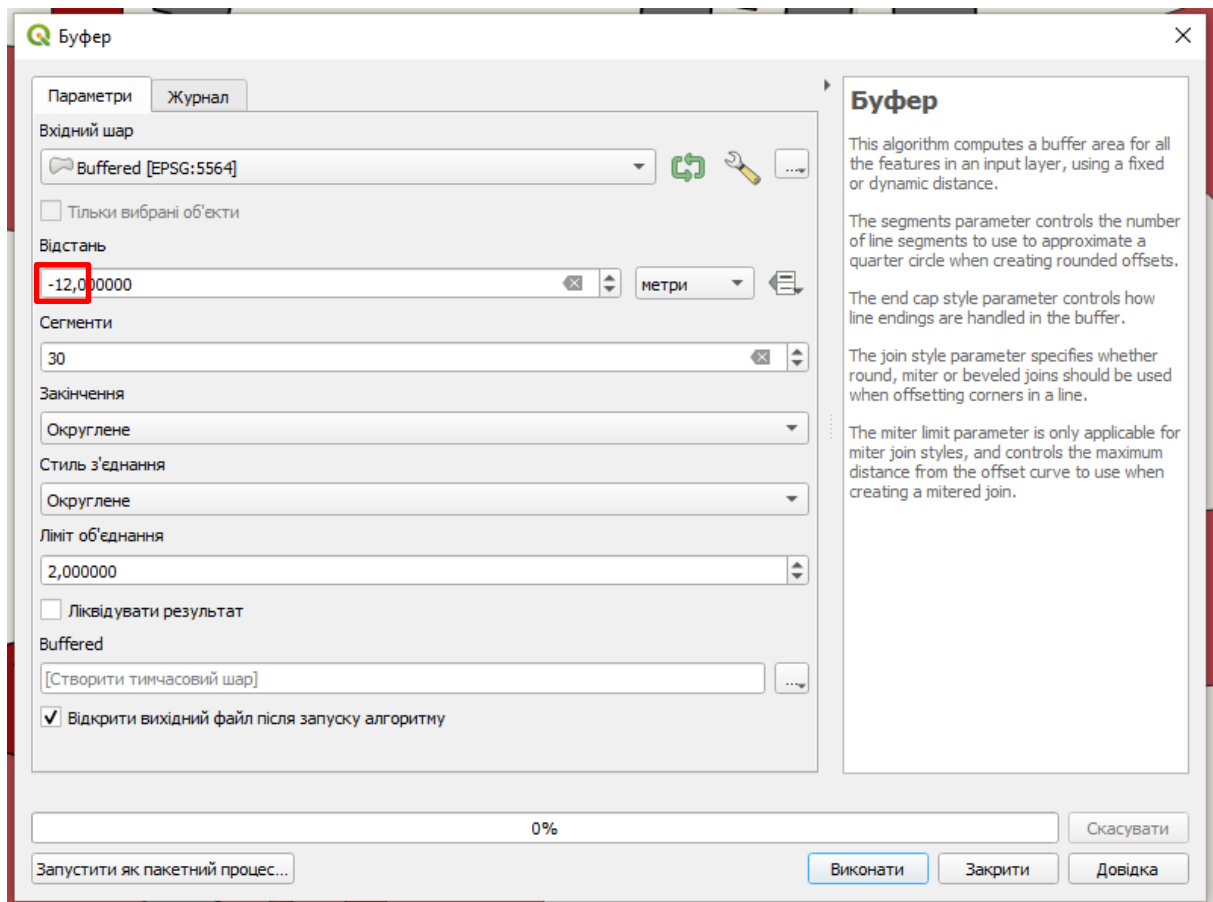 Буфер
Параметри
Журнал
Вхідний шар
Buffered [EPSG:5564]
...
Тільки вибрані об'єкти
Відстань
-12,000000
метри
Сегменти
30
Закінчення
Округлене
Стиль з'єднання
Округлене
Ліміт об'єднання
2,000000
Ліквідувати результат
Buffered
[Створити тимчасовий шар]
...
Відкрити вихідний файл після запуску алгоритму
Буфер
This algorithm computes a buffer area for all
the features in an input layer, using a fixed
or dynamic distance.
The segments parameter controls the number
of line segments to use to approximate a
quarter circle when creating rounded offsets.
The end cap style parameter controls how
line endings are handled in the buffer.
The join style parameter specifies whether
round, miter or beveled joins should be used
when offsetting corners in a line.
The miter limit parameter is only applicable for
miter join styles, and controls the maximum
distance from the offset curve to use when
creating a mitered join.
0%
Скасувати
Запустити як пакетний процес...
Виконати
Закрити
Довідка